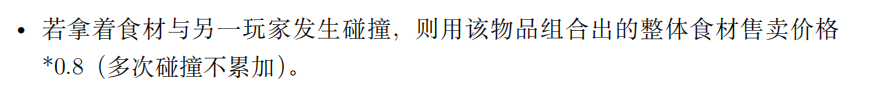 • 若拿着食材与另一玩家发生碰撞，则用该物品组合出的整体食材售卖价格
*0.8（多次碰撞不累加）。